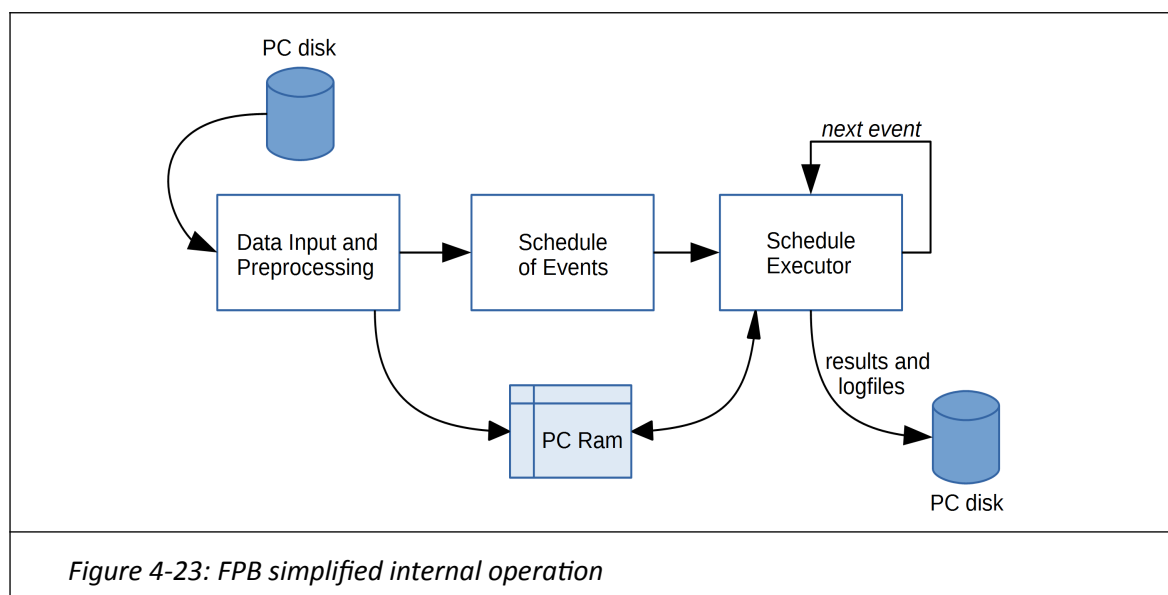 PC disk
next event
Data Input and
Preprocessing
Schedule
of Events
Schedule
Executor
results and
logfiles
PC Ram
PC disk
Figure 4-23: FPB simplified internal operation